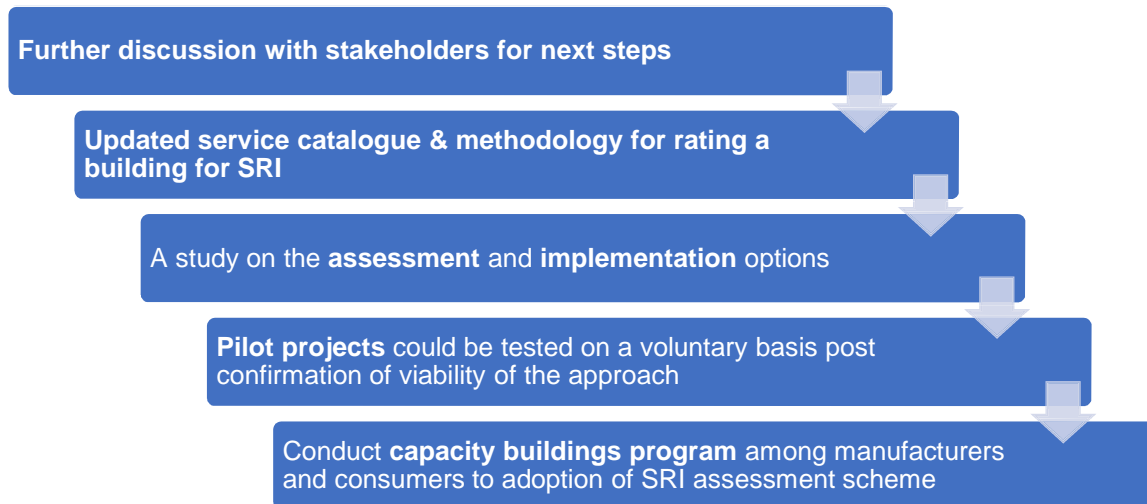 Further discussion with stakeholders for next steps
Updated service catalogue & methodology for rating a
building for SRI
A study on the assessment and implementation options
Pilot projects could be tested on a voluntary basis post
confirmation of viability of the approach
Conduct capacity buildings program among manufacturers
and consumers to adoption of SRI assessment scheme